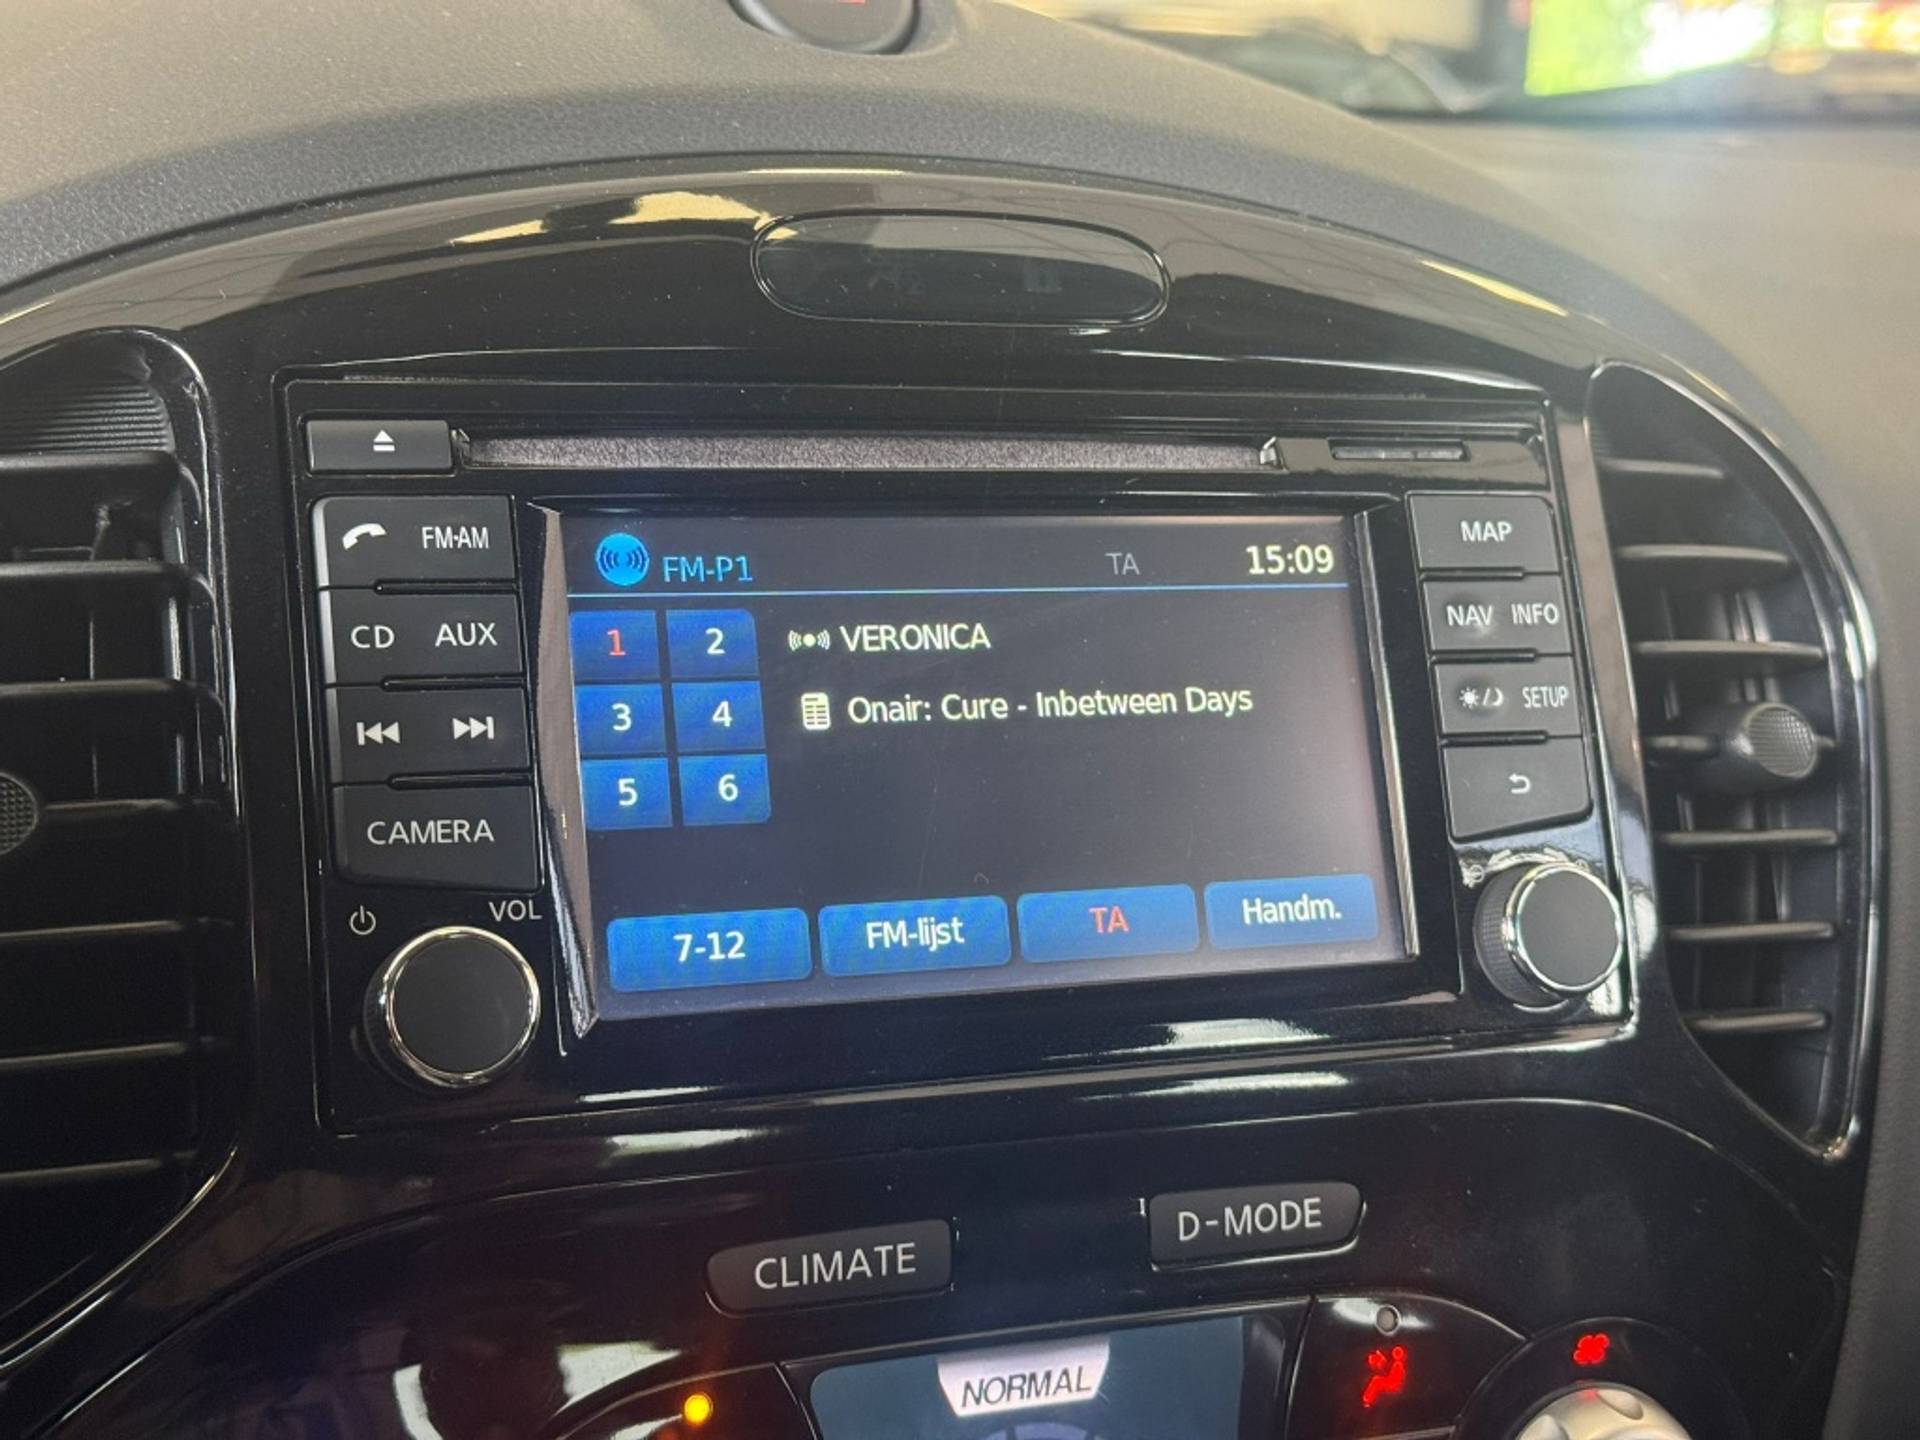 FM·AM
CD AUX
CAMERA
VOL
FM-P1 TA 15:09
1 2
3 4
5 6
VERONICA
Onair: Cure - Inbetween Days
7-12 FM-lijst TA Handm.
MAP
NAV INFO
SETUP
CLIMATE
D-MODE
NORMAL